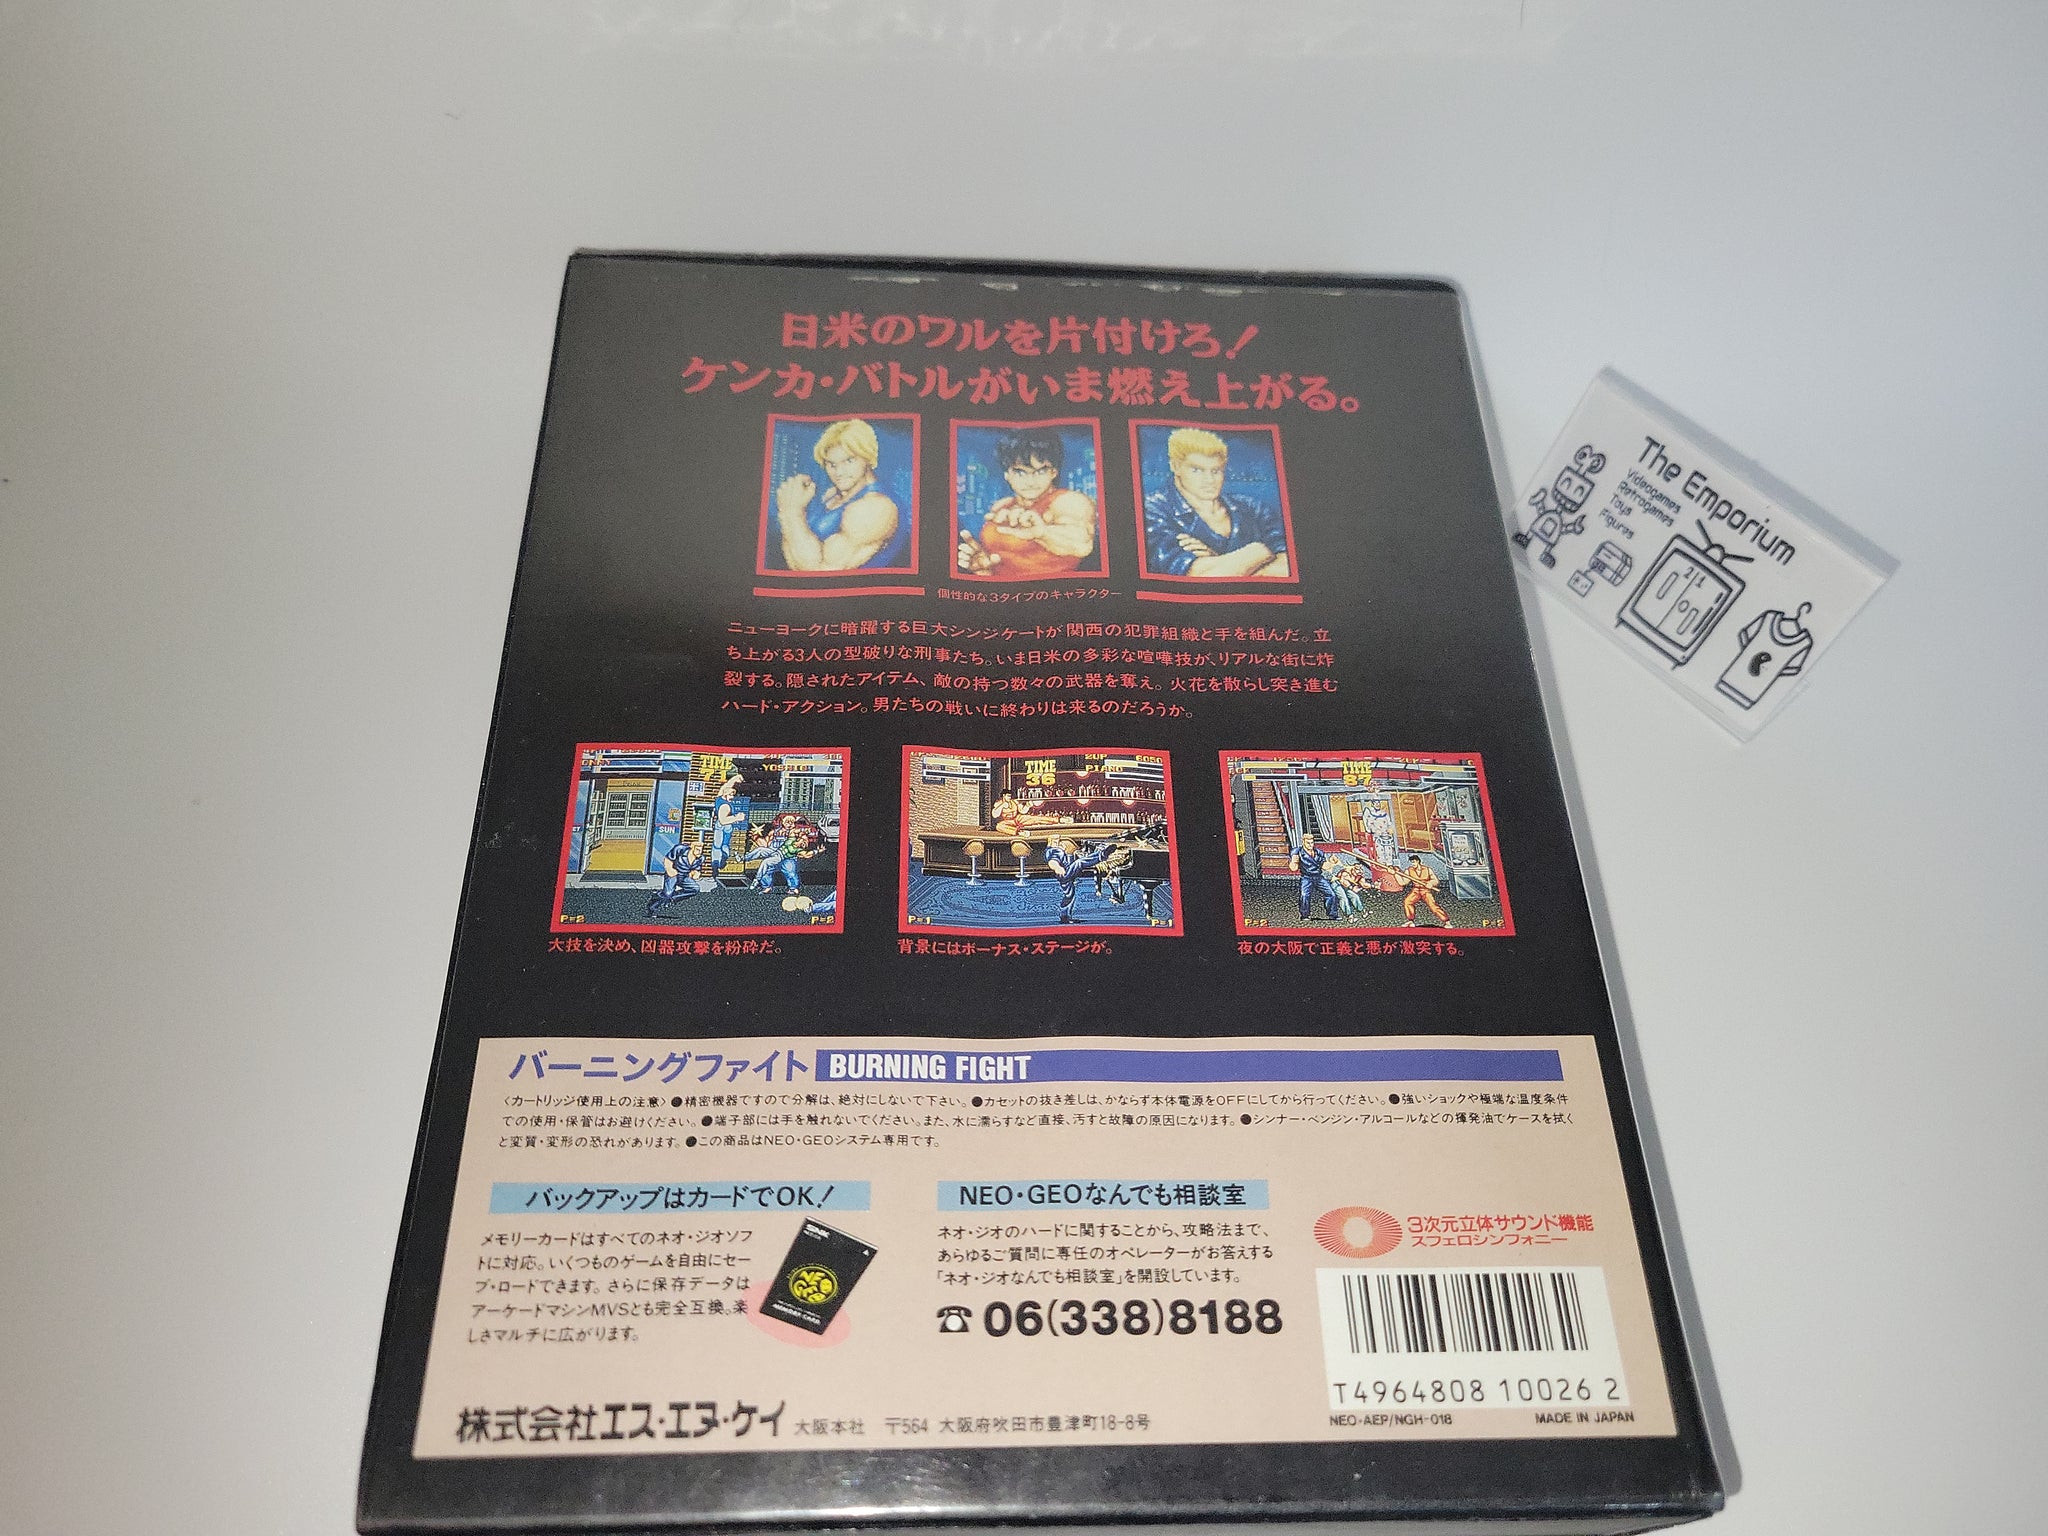 日米のワルを片付けろ!
ケンカ・バトルがいま燃え上がる。
個性的な3タイプのキャラクター
ニューヨークに暗躍する巨大シンジケートが関西の犯罪組織と手を組んだ。立
ち上がる3人の型破りな刑事たち。いま日米の多彩な喧嘩技が、リアルな街に炸
裂する。隠されたアイテム、敵の持つ数々の武器を奪え。火花を散らし突き進む
ハード・アクション。男たちの戦いに終わりは来るのだろうか。
TIME
71
SUN
P=2
P=2
TIME
36
P=1
P=1
TIME
87
P=2
P=2
大技を決め、凶器攻撃を粉砕だ。
背景にはボーナス・ステージが。
夜の大阪で正義と悪が激突する。
バーニングファイト BURNING FIGHT
〈カートリッジ使用上の注意〉●精密機器ですので分解は、絶対にしないで下さい。●カセットの抜き差しは、かならず本体電源をOFFにしてから行ってください。●強いショックや極端な温度条件
での使用・保管はお避けください。●端子部には手を触れないでください。また、水に濡らすなど直接、汚すと故障の原因になります。●シンナー・ベンジン・アルコールなどの揮発油でケースを拭く
と変質・変形の恐れがあります。●この商品はNEO・GEOシステム専用です。
バックアップはカードでOK!
メモリーカードはすべてのネオ・ジオソフ
トに対応。いくつものゲームを自由にセー
ブ・ロードできます。さらに保存データは
アーケードマシンMVSとも完全互換。楽
しさマルチに広がります。
SNK
NEO GEO
MEMORY CARD
NEO・GEOなんでも相談室
ネオ・ジオのハードに関することから、攻略法まで、
あらゆるご質問に専任のオペレーターがお答えする
「ネオ・ジオなんでも相談室」を開設しています。
☎06(338)8188
3次元立体サウンド機能
スフェロシンフォニー
T4964808 10026 2
NEO・AEP/NGH-018 MADE IN JAPAN
株式会社エス・エヌ・ケイ 大阪本社 〒564 大阪府吹田市豊津町18-8号
The Emporium
Videogames
Retrogames
Toys
Figures